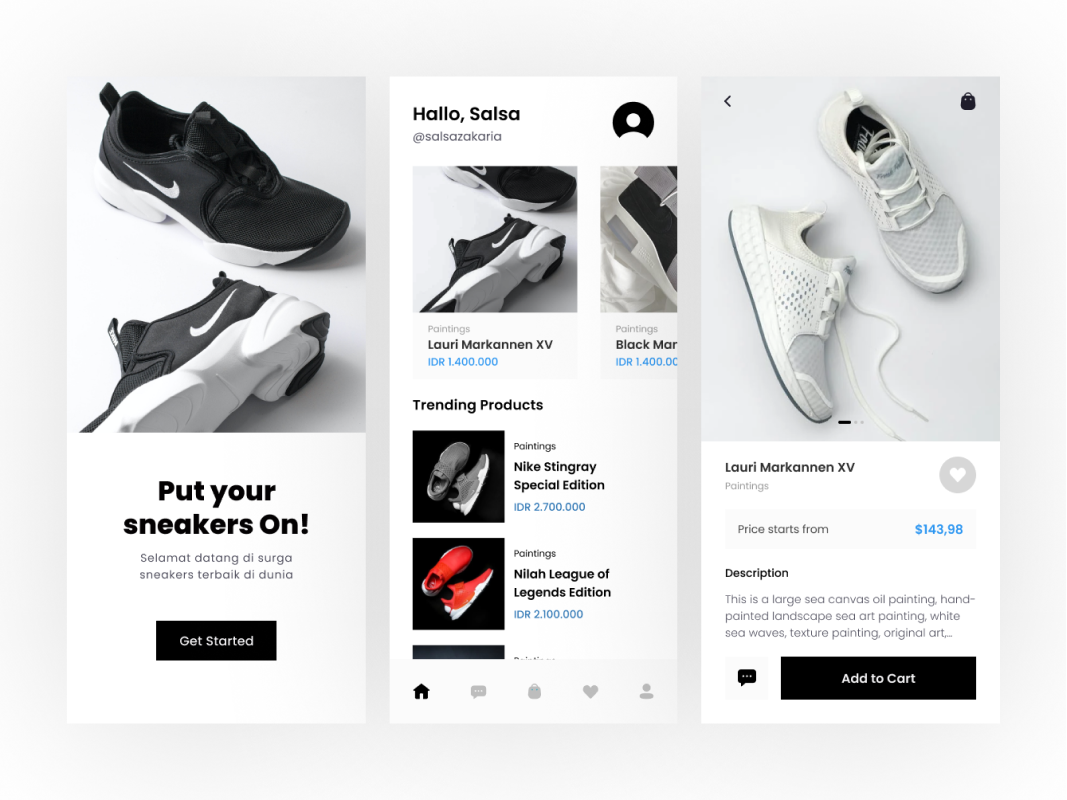 Put your
sneakers On!
Selamat datang di surga
sneakers terbaik di dunia
Get Started
Hallo, Salsa
@salsazakaria
Paintings
Lauri Markannen XV
IDR 1.400.000
Paintings
Black Mar
IDR 1.400.00
Trending Products
Paintings
Nike Stingray
Special Edition
IDR 2.700.000
Paintings
Nilah League of
Legends Edition
IDR 2.100.000
Paintings
Lauri Markannen XV
Paintings
Price starts from
$143,98
Description
This is a large sea canvas oil painting, hand-
painted landscape sea art painting, white
sea waves, texture painting, original art,...
Add to Cart